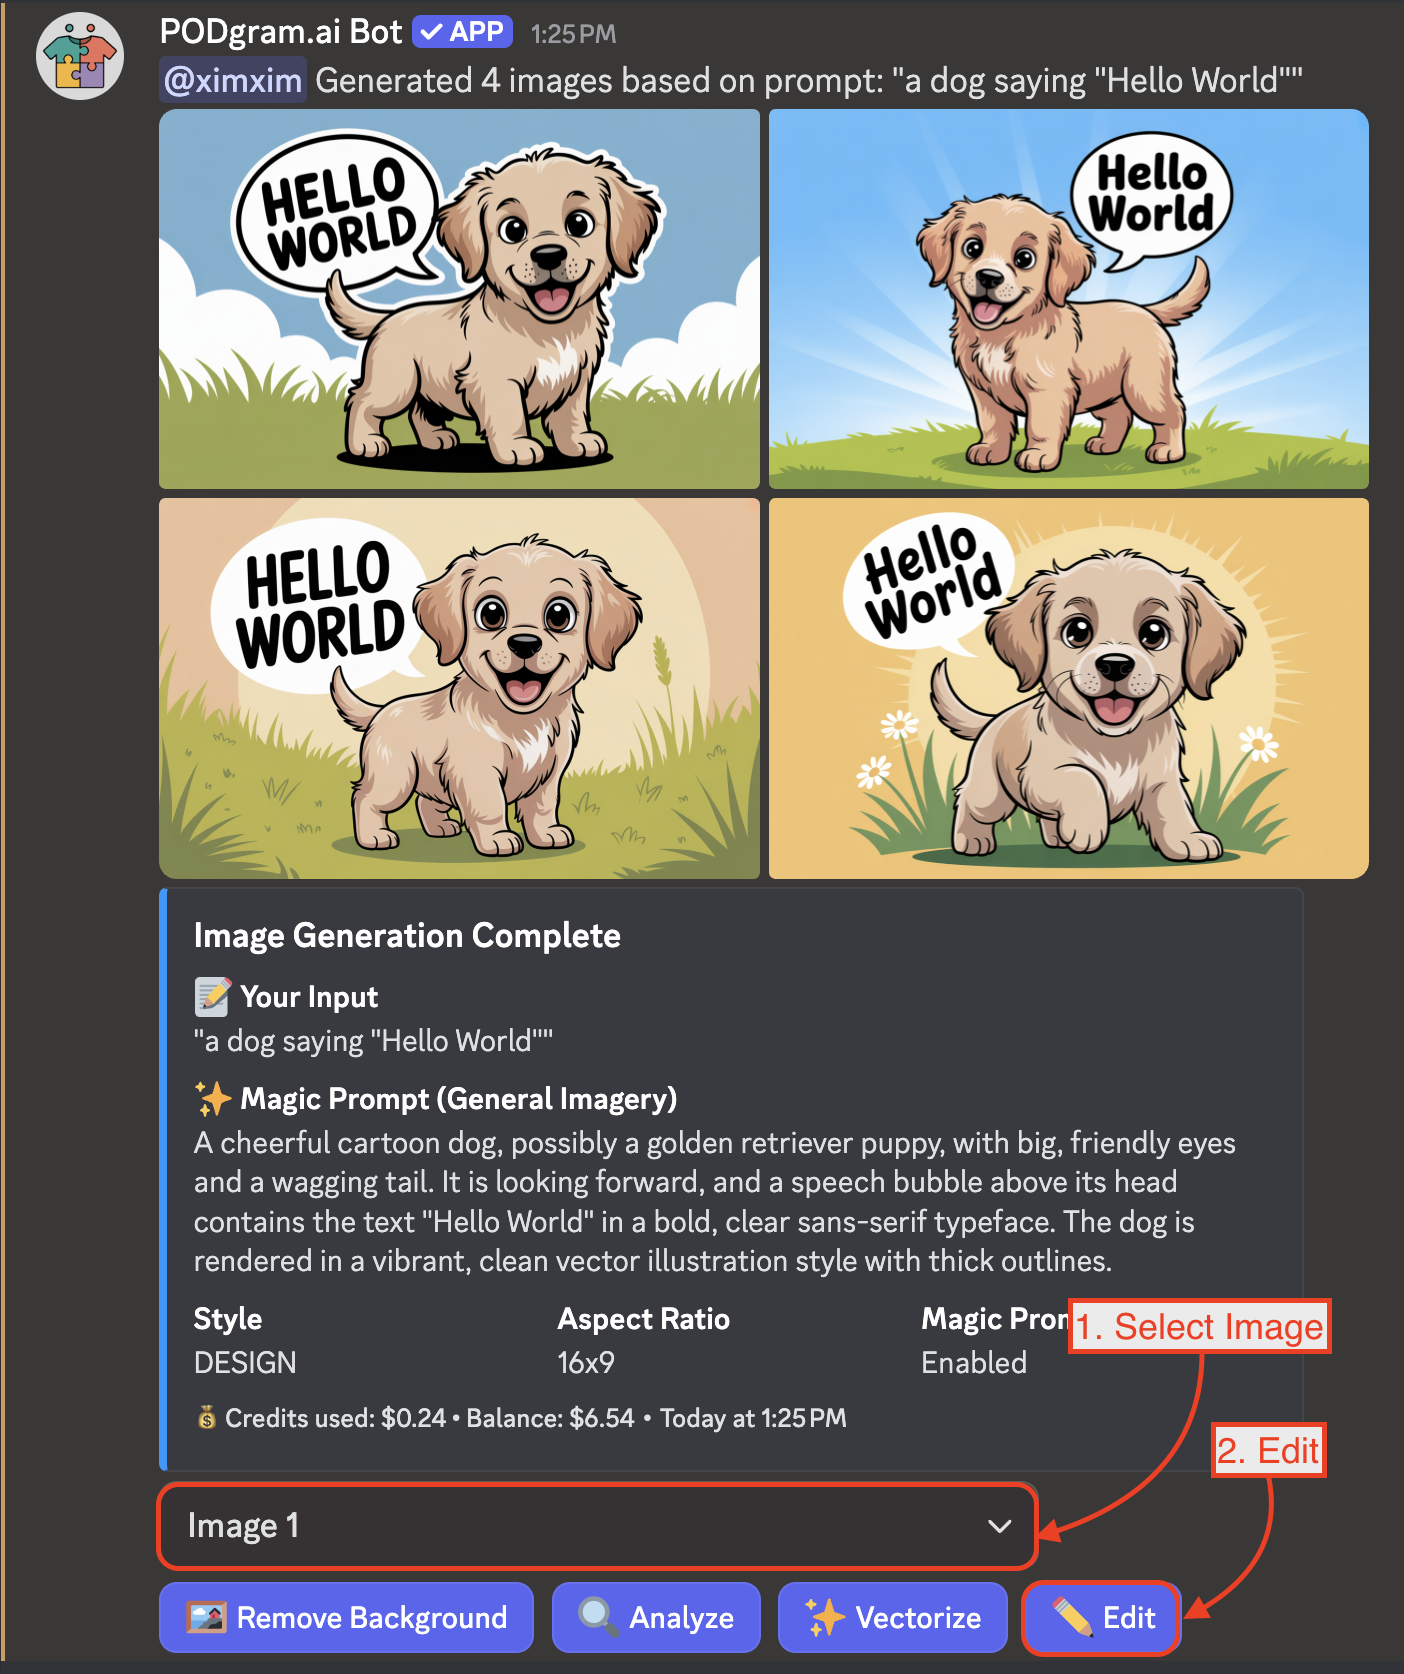 PODgram.ai Bot ✓ APP 1:25 PM
@ximxim Generated 4 images based on prompt: "a dog saying "Hello World""
HELLO
WORLD
Hello
World
HELLO
WORLD
Hello
World
Image Generation Complete
📝 Your Input
"a dog saying "Hello World""
✨ Magic Prompt (General Imagery)
A cheerful cartoon dog, possibly a golden retriever puppy, with big, friendly eyes
and a wagging tail. It is looking forward, and a speech bubble above its head
contains the text "Hello World" in a bold, clear sans-serif typeface. The dog is
rendered in a vibrant, clean vector illustration style with thick outlines.
Style Aspect Ratio Magic
1. Select Image
DESIGN 16x9 Enabled
💰 Credits used: $0.24 • Balance: $6.54 • Today at 1:25 PM
2. Edit
Image 1
Remove Background Analyze Vectorize Edit